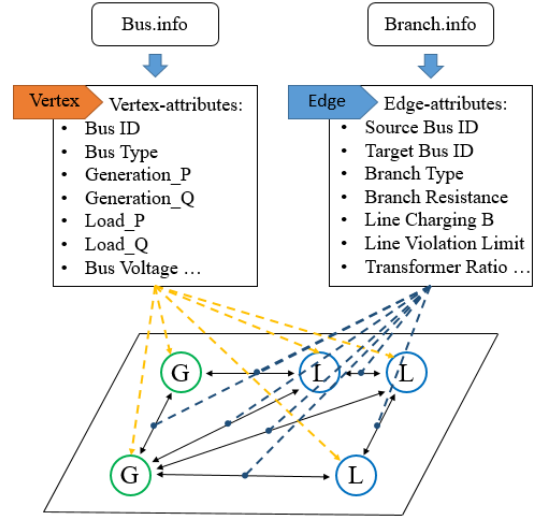 Bus.info
Branch.info
Vertex
Vertex-attributes:
• Bus ID
• Bus Type
• Generation_P
• Generation_Q
• Load_P
• Load_Q
• Bus Voltage ...
Edge
Edge-attributes:
• Source Bus ID
• Target Bus ID
• Branch Type
• Branch Resistance
• Line Charging B
• Line Violation Limit
• Transformer Ratio ...
G
L
L
G
L